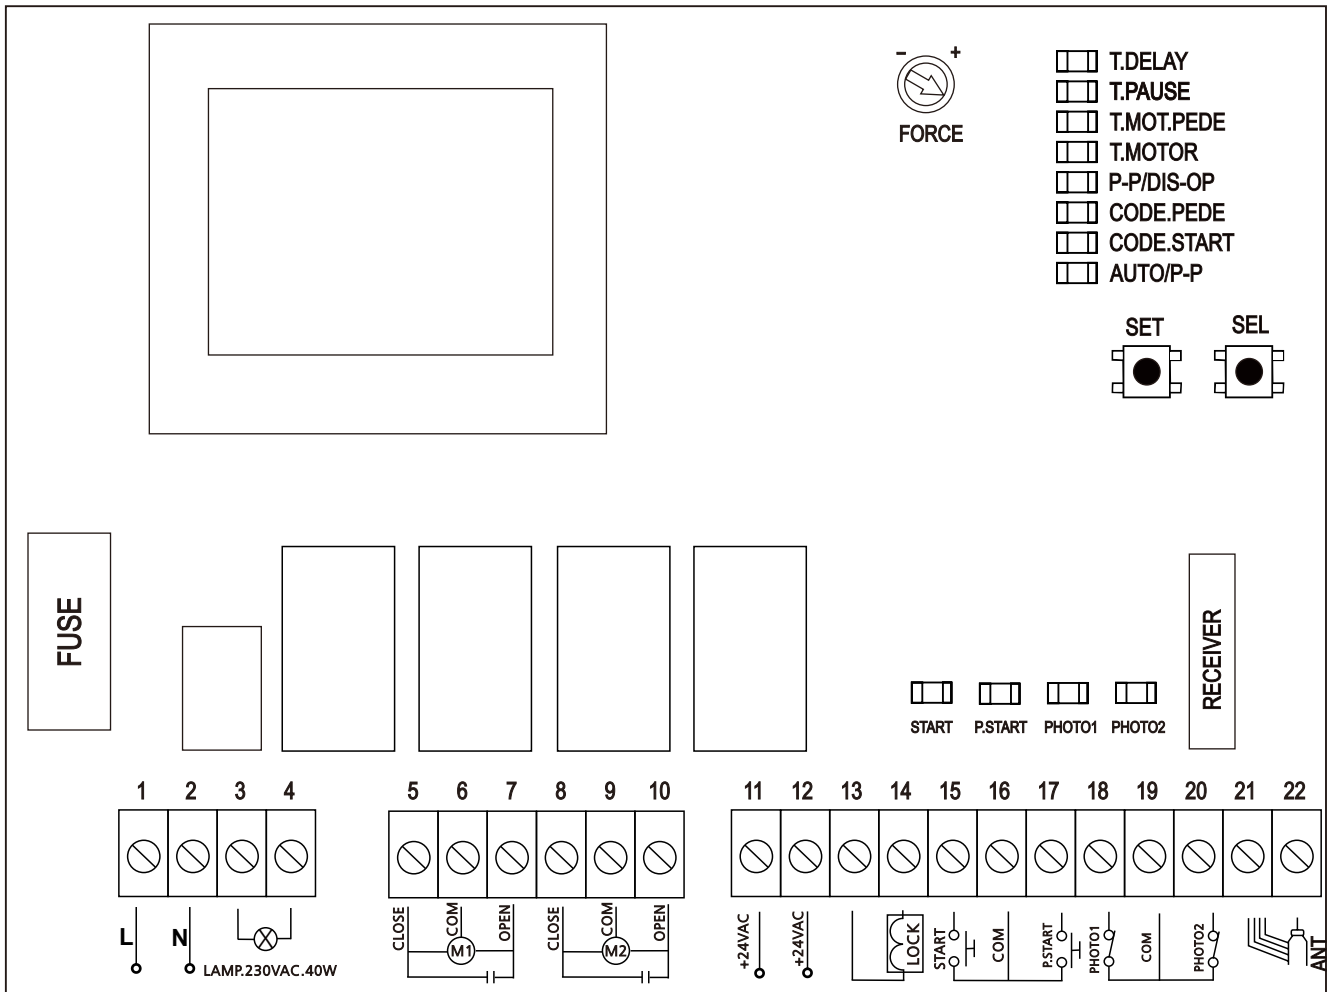 - +
FORCE
T.DELAY
T.PAUSE
T.MOT.PEDE
T.MOTOR
P-P/DIS-OP
CODE.PEDE
CODE.START
AUTO/P-P
SET SEL
FUSE
RECEIVER
START P.START PHOTO1 PHOTO2
1 2 3 4 5 6 7 8 9 10 11 12 13 14 15 16 17 18 19 20 21 22
L N
LAMP.230VAC.40W
CLOSE COM OPEN
M1
CLOSE COM OPEN
M2
+24VAC +24VAC
LOCK
START
COM
P.START
PHOTO1
COM
PHOTO2
ANT